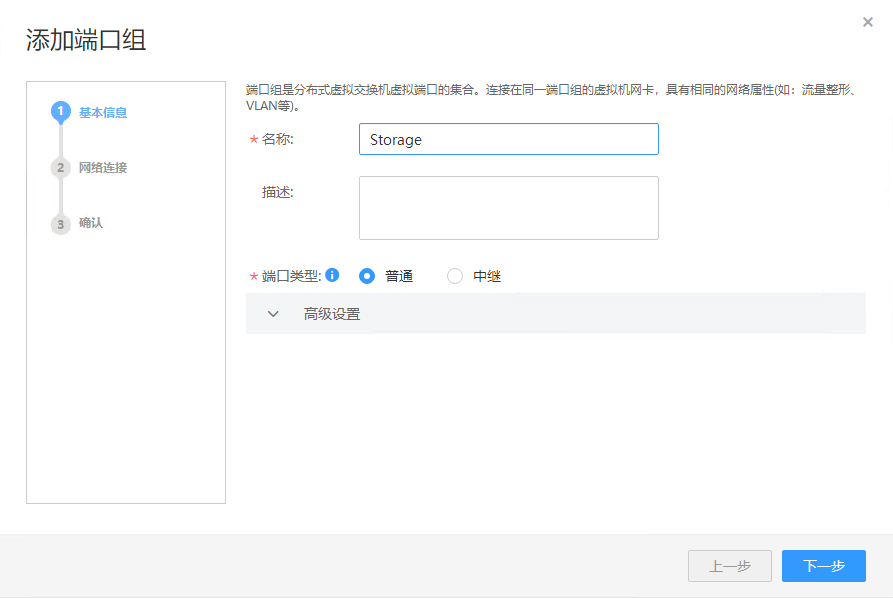 添加端口组
1 基本信息
2 网络连接
3 确认
端口组是分布式虚拟交换机虚拟端口的集合。连接在同一端口组的虚拟机网卡，具有相同的网络属性(如：流量整形、
VLAN等)。
* 名称: Storage
描述:
* 端口类型: 普通 中继
高级设置
上一步 下一步